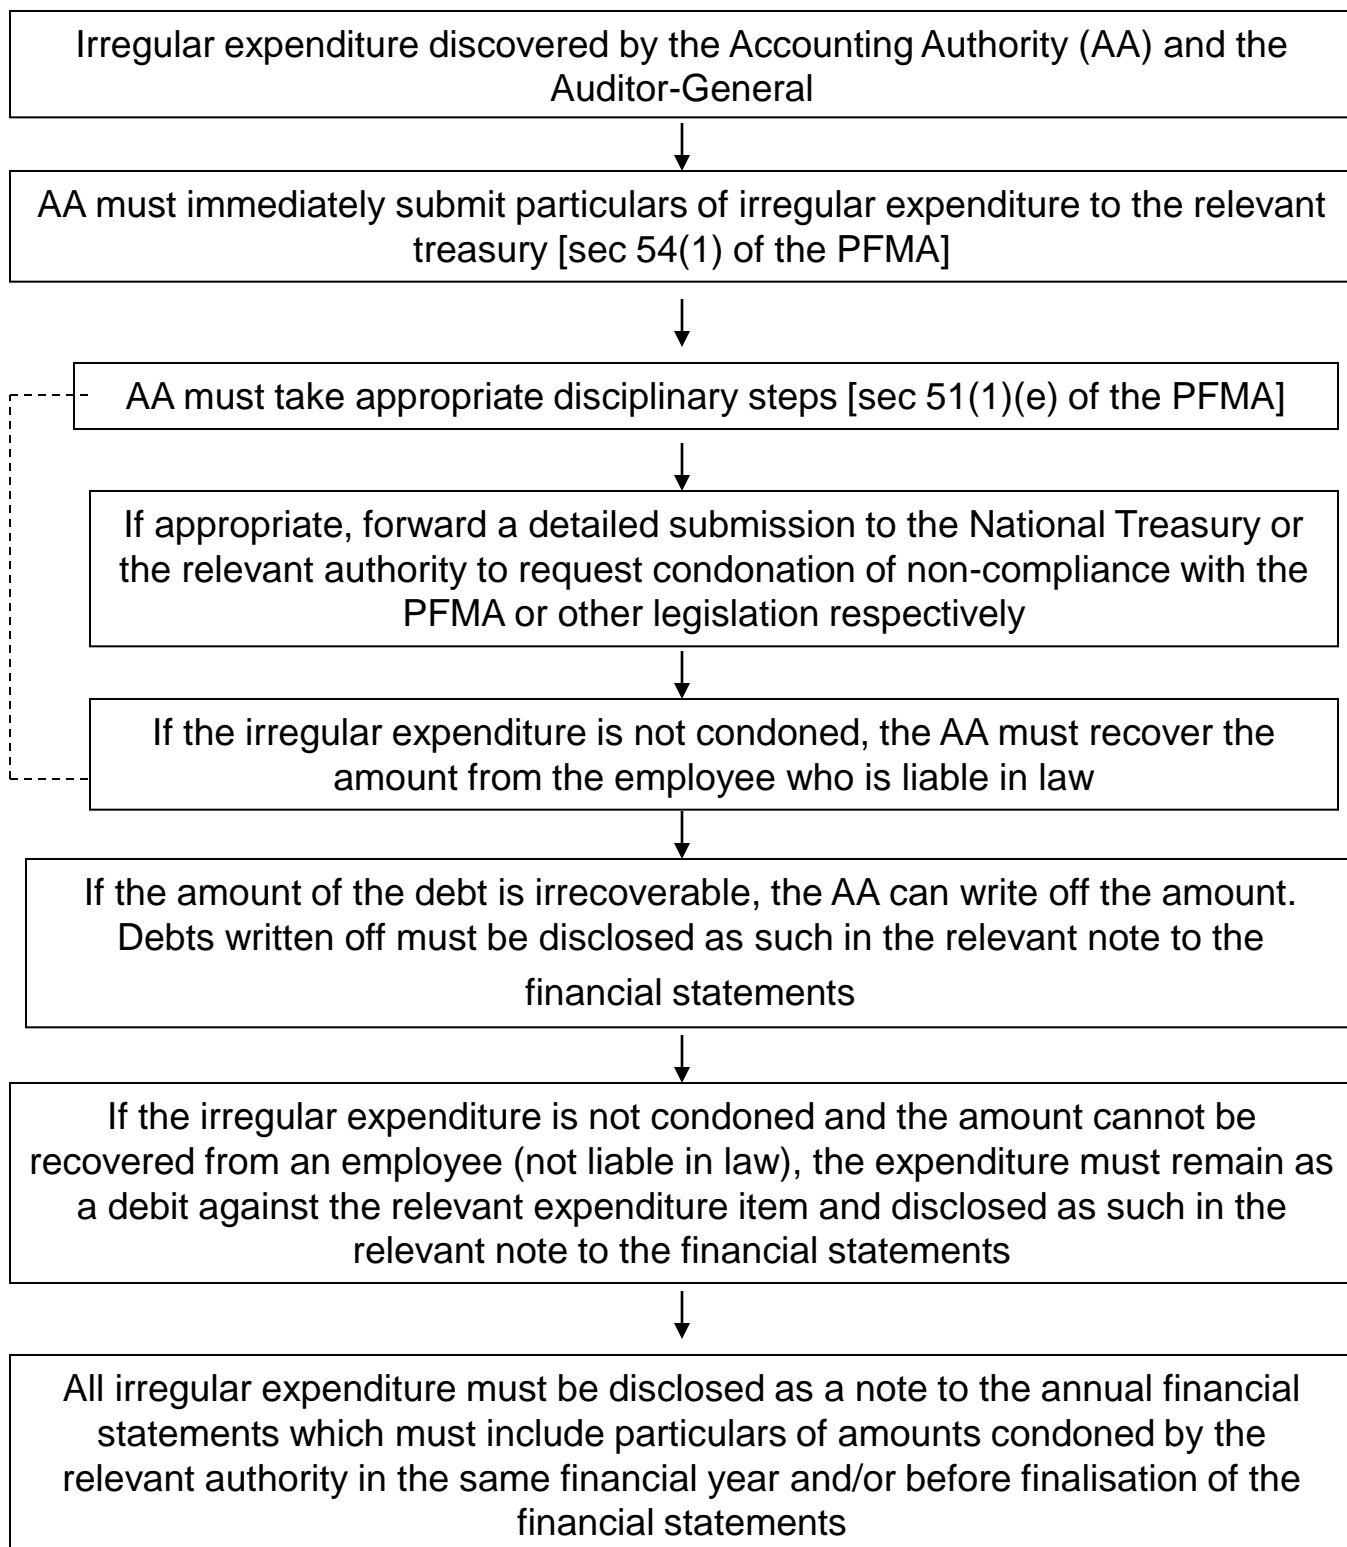 Irregular expenditure discovered by the Accounting Authority (AA) and the
Auditor-General
AA must immediately submit particulars of irregular expenditure to the relevant
treasury [sec 54(1) of the PFMA]
AA must take appropriate disciplinary steps [sec 51(1)(e) of the PFMA]
If appropriate, forward a detailed submission to the National Treasury or
the relevant authority to request condonation of non-compliance with the
PFMA or other legislation respectively
If the irregular expenditure is not condoned, the AA must recover the
amount from the employee who is liable in law
If the amount of the debt is irrecoverable, the AA can write off the amount.
Debts written off must be disclosed as such in the relevant note to the
financial statements
If the irregular expenditure is not condoned and the amount cannot be
recovered from an employee (not liable in law), the expenditure must remain as
a debit against the relevant expenditure item and disclosed as such in the
relevant note to the financial statements
All irregular expenditure must be disclosed as a note to the annual financial
statements which must include particulars of amounts condoned by the
relevant authority in the same financial year and/or before finalisation of the
financial statements